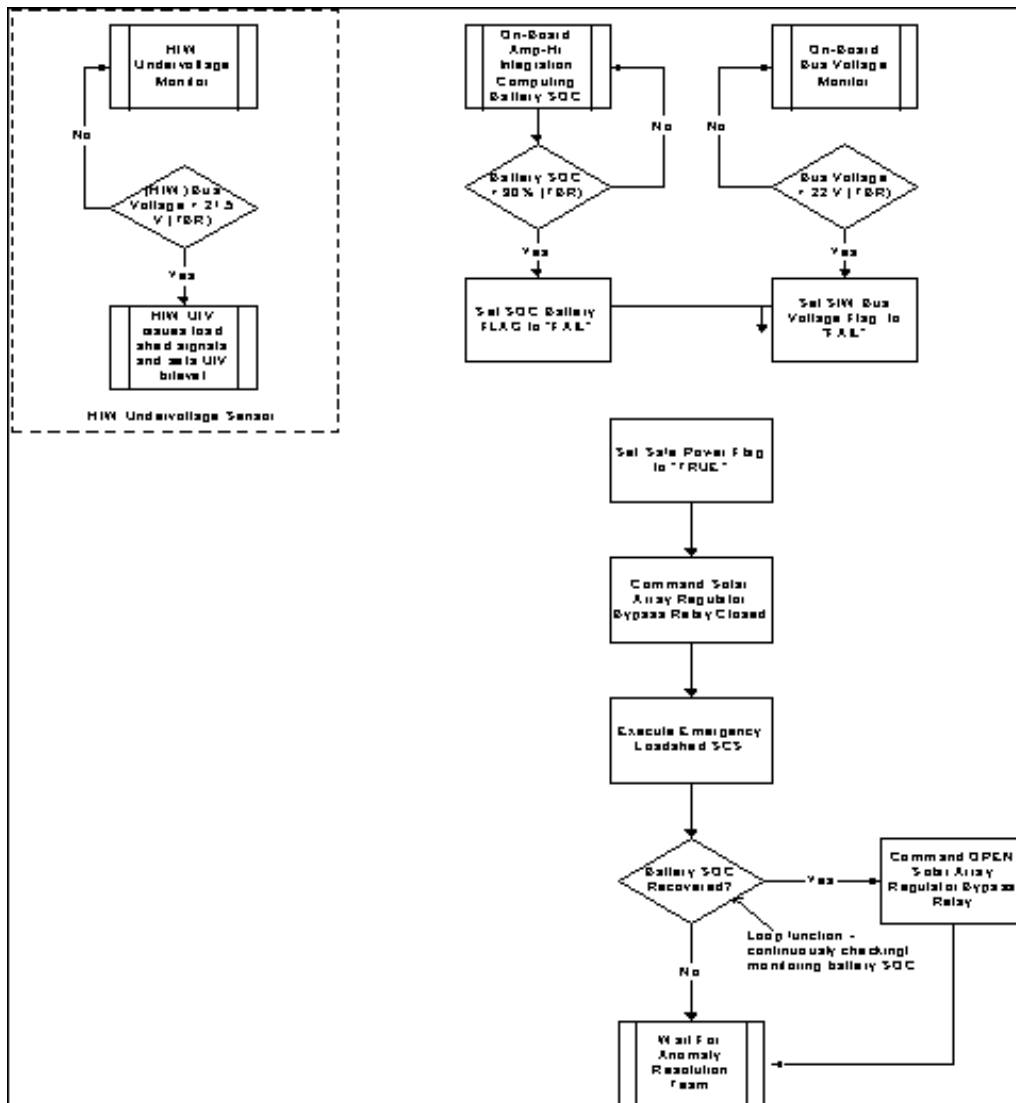 H/W
Undervoltage
Monitor
No
(H/W) Bus
Voltage < 21.5
V (TBR)
Yes
H/W U/V
issues load
shed signals
and sets U/V
bilevel
H/W Undervoltage Sensor
On-Board
Amp-Hr
Integration
Computing
Battery SOC
No
Battery SOC
(TBR)
Yes
Set SOC Battery
FLAG to "FAIL"
On-Board
Bus Voltage
Monitor
No
Bus Voltage
< 22 V (TBR)
Yes
Set S/W Bus
Voltage Flag to
"FAIL"
Set Safe Power Flag
to "TRUE"
Command Solar
Array Regulator
Bypass Relay Closed
Execute Emergency
Loadshed SCS
Battery SOC
Recovered?
Yes
Command OPEN
Solar Array
Regulator Bypass
Relay
Loop function -
continuously checking/
monitoring battery SOC
No
Wait For
Anomaly
Resolution
Team